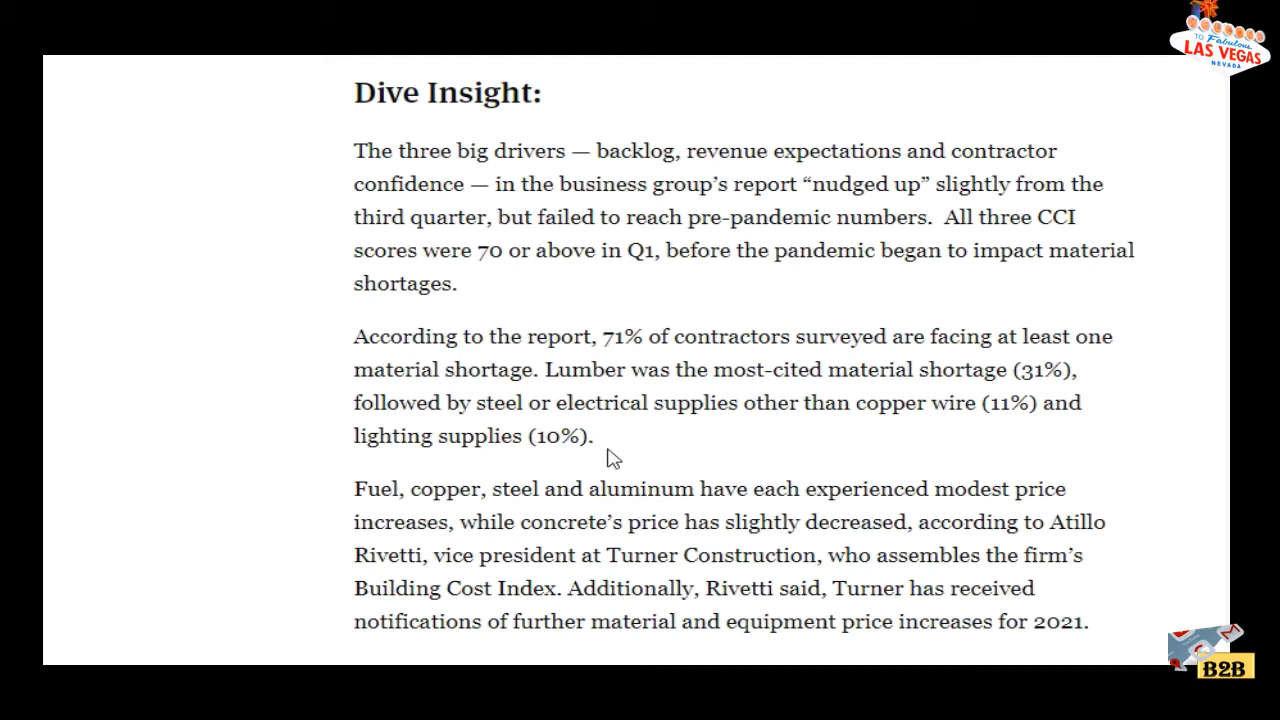 TO Fabulous
LAS VEGAS
NEVADA
Dive Insight:
The three big drivers — backlog, revenue expectations and contractor
confidence — in the business group’s report “nudged up” slightly from the
third quarter, but failed to reach pre-pandemic numbers.  All three CCI
scores were 70 or above in Q1, before the pandemic began to impact material
shortages.
According to the report, 71% of contractors surveyed are facing at least one
material shortage. Lumber was the most-cited material shortage (31%),
followed by steel or electrical supplies other than copper wire (11%) and
lighting supplies (10%).
Fuel, copper, steel and aluminum have each experienced modest price
increases, while concrete’s price has slightly decreased, according to Atillo
Rivetti, vice president at Turner Construction, who assembles the firm’s
Building Cost Index. Additionally, Rivetti said, Turner has received
notifications of further material and equipment price increases for 2021.
B2B